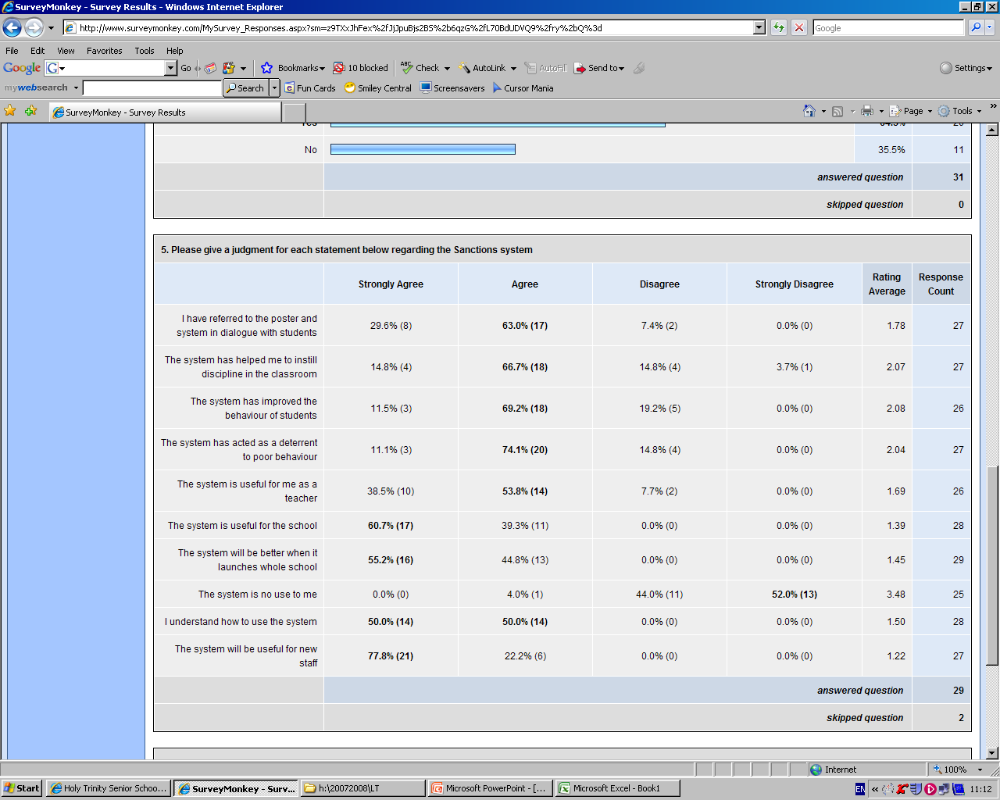 SurveyMonkey - Survey Results - Windows Internet Explorer
http://www.surveymonkey.com/MySurvey_Responses.aspx?sm=z9TXxJhFex%2fJjJpuBjs2BS%2b6qzG%2fL70BdUDVQ9%2fry%2bQ%3d
Google
File Edit View Favorites Tools Help
Google G Go Bookmarks 10 blocked ABC Check AutoLink AutoFill Send to Settings
mywebsearch Search Fun Cards Smiley Central Screensavers Cursor Mania
SurveyMonkey - Survey Results Page Tools
Yes 64.5% 20
No 35.5% 11
answered question 31
skipped question 0
5. Please give a judgment for each statement below regarding the Sanctions system
Strongly Agree Agree Disagree Strongly Disagree Rating Average Response Count
I have referred to the poster and
system in dialogue with students 29.6% (8) 63.0% (17) 7.4% (2) 0.0% (0) 1.78 27
The system has helped me to instill
discipline in the classroom 14.8% (4) 66.7% (18) 14.8% (4) 3.7% (1) 2.07 27
The system has improved the
behaviour of students 11.5% (3) 69.2% (18) 19.2% (5) 0.0% (0) 2.08 26
The system has acted as a deterrent
to poor behaviour 11.1% (3) 74.1% (20) 14.8% (4) 0.0% (0) 2.04 27
The system is useful for me as a
teacher 38.5% (10) 53.8% (14) 7.7% (2) 0.0% (0) 1.69 26
The system is useful for the school 60.7% (17) 39.3% (11) 0.0% (0) 0.0% (0) 1.39 28
The system will be better when it
launches whole school 55.2% (16) 44.8% (13) 0.0% (0) 0.0% (0) 1.45 29
The system is no use to me 0.0% (0) 4.0% (1) 44.0% (11) 52.0% (13) 3.48 25
I understand how to use the system 50.0% (14) 50.0% (14) 0.0% (0) 0.0% (0) 1.50 28
The system will be useful for new
staff 77.8% (21) 22.2% (6) 0.0% (0) 0.0% (0) 1.22 27
answered question 29
skipped question 2
Internet 100%
Start Holy Trinity Senior Schoo... SurveyMonkey - Surv... h:\20072008\LT Microsoft PowerPoint - [... Microsoft Excel - Book1 EN 11:12